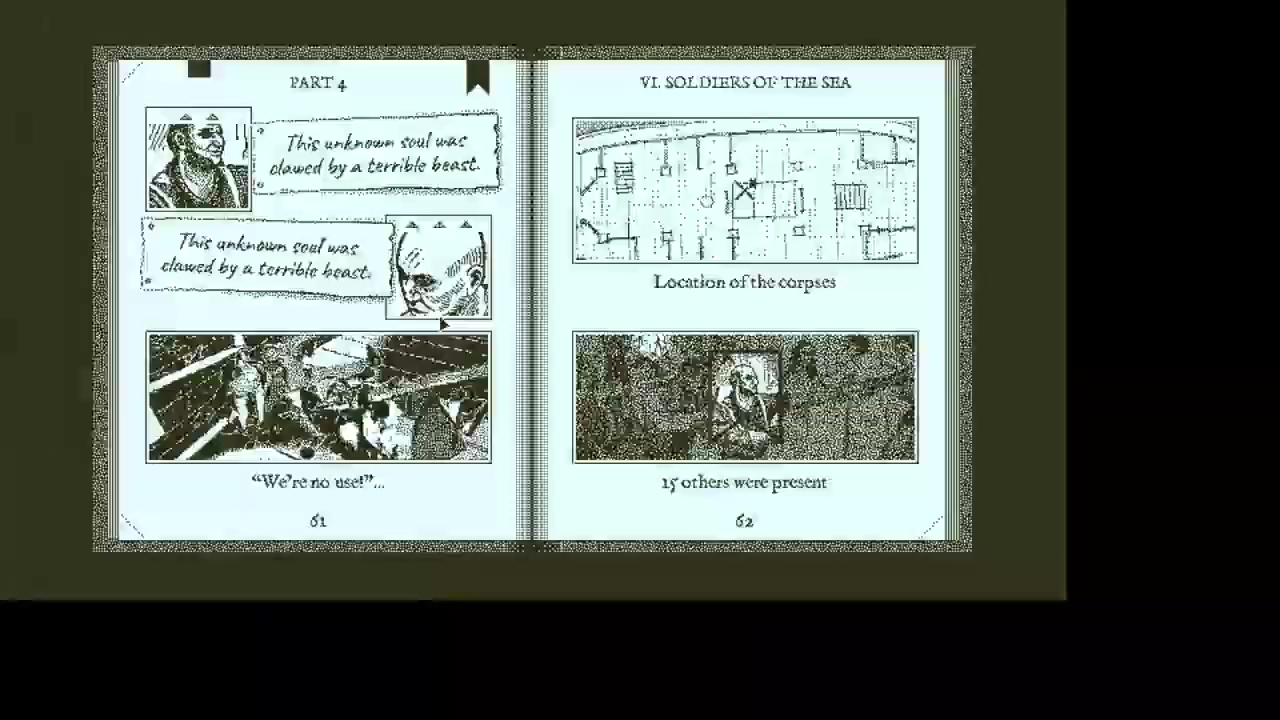 PART 4
This unknown soul was
clawed by a terrible beast.
This unknown soul was
clawed by a terrible beast.
"We're no use!"...
61
VI. SOLDIERS OF THE SEA
Location of the corpses
15 others were present
62